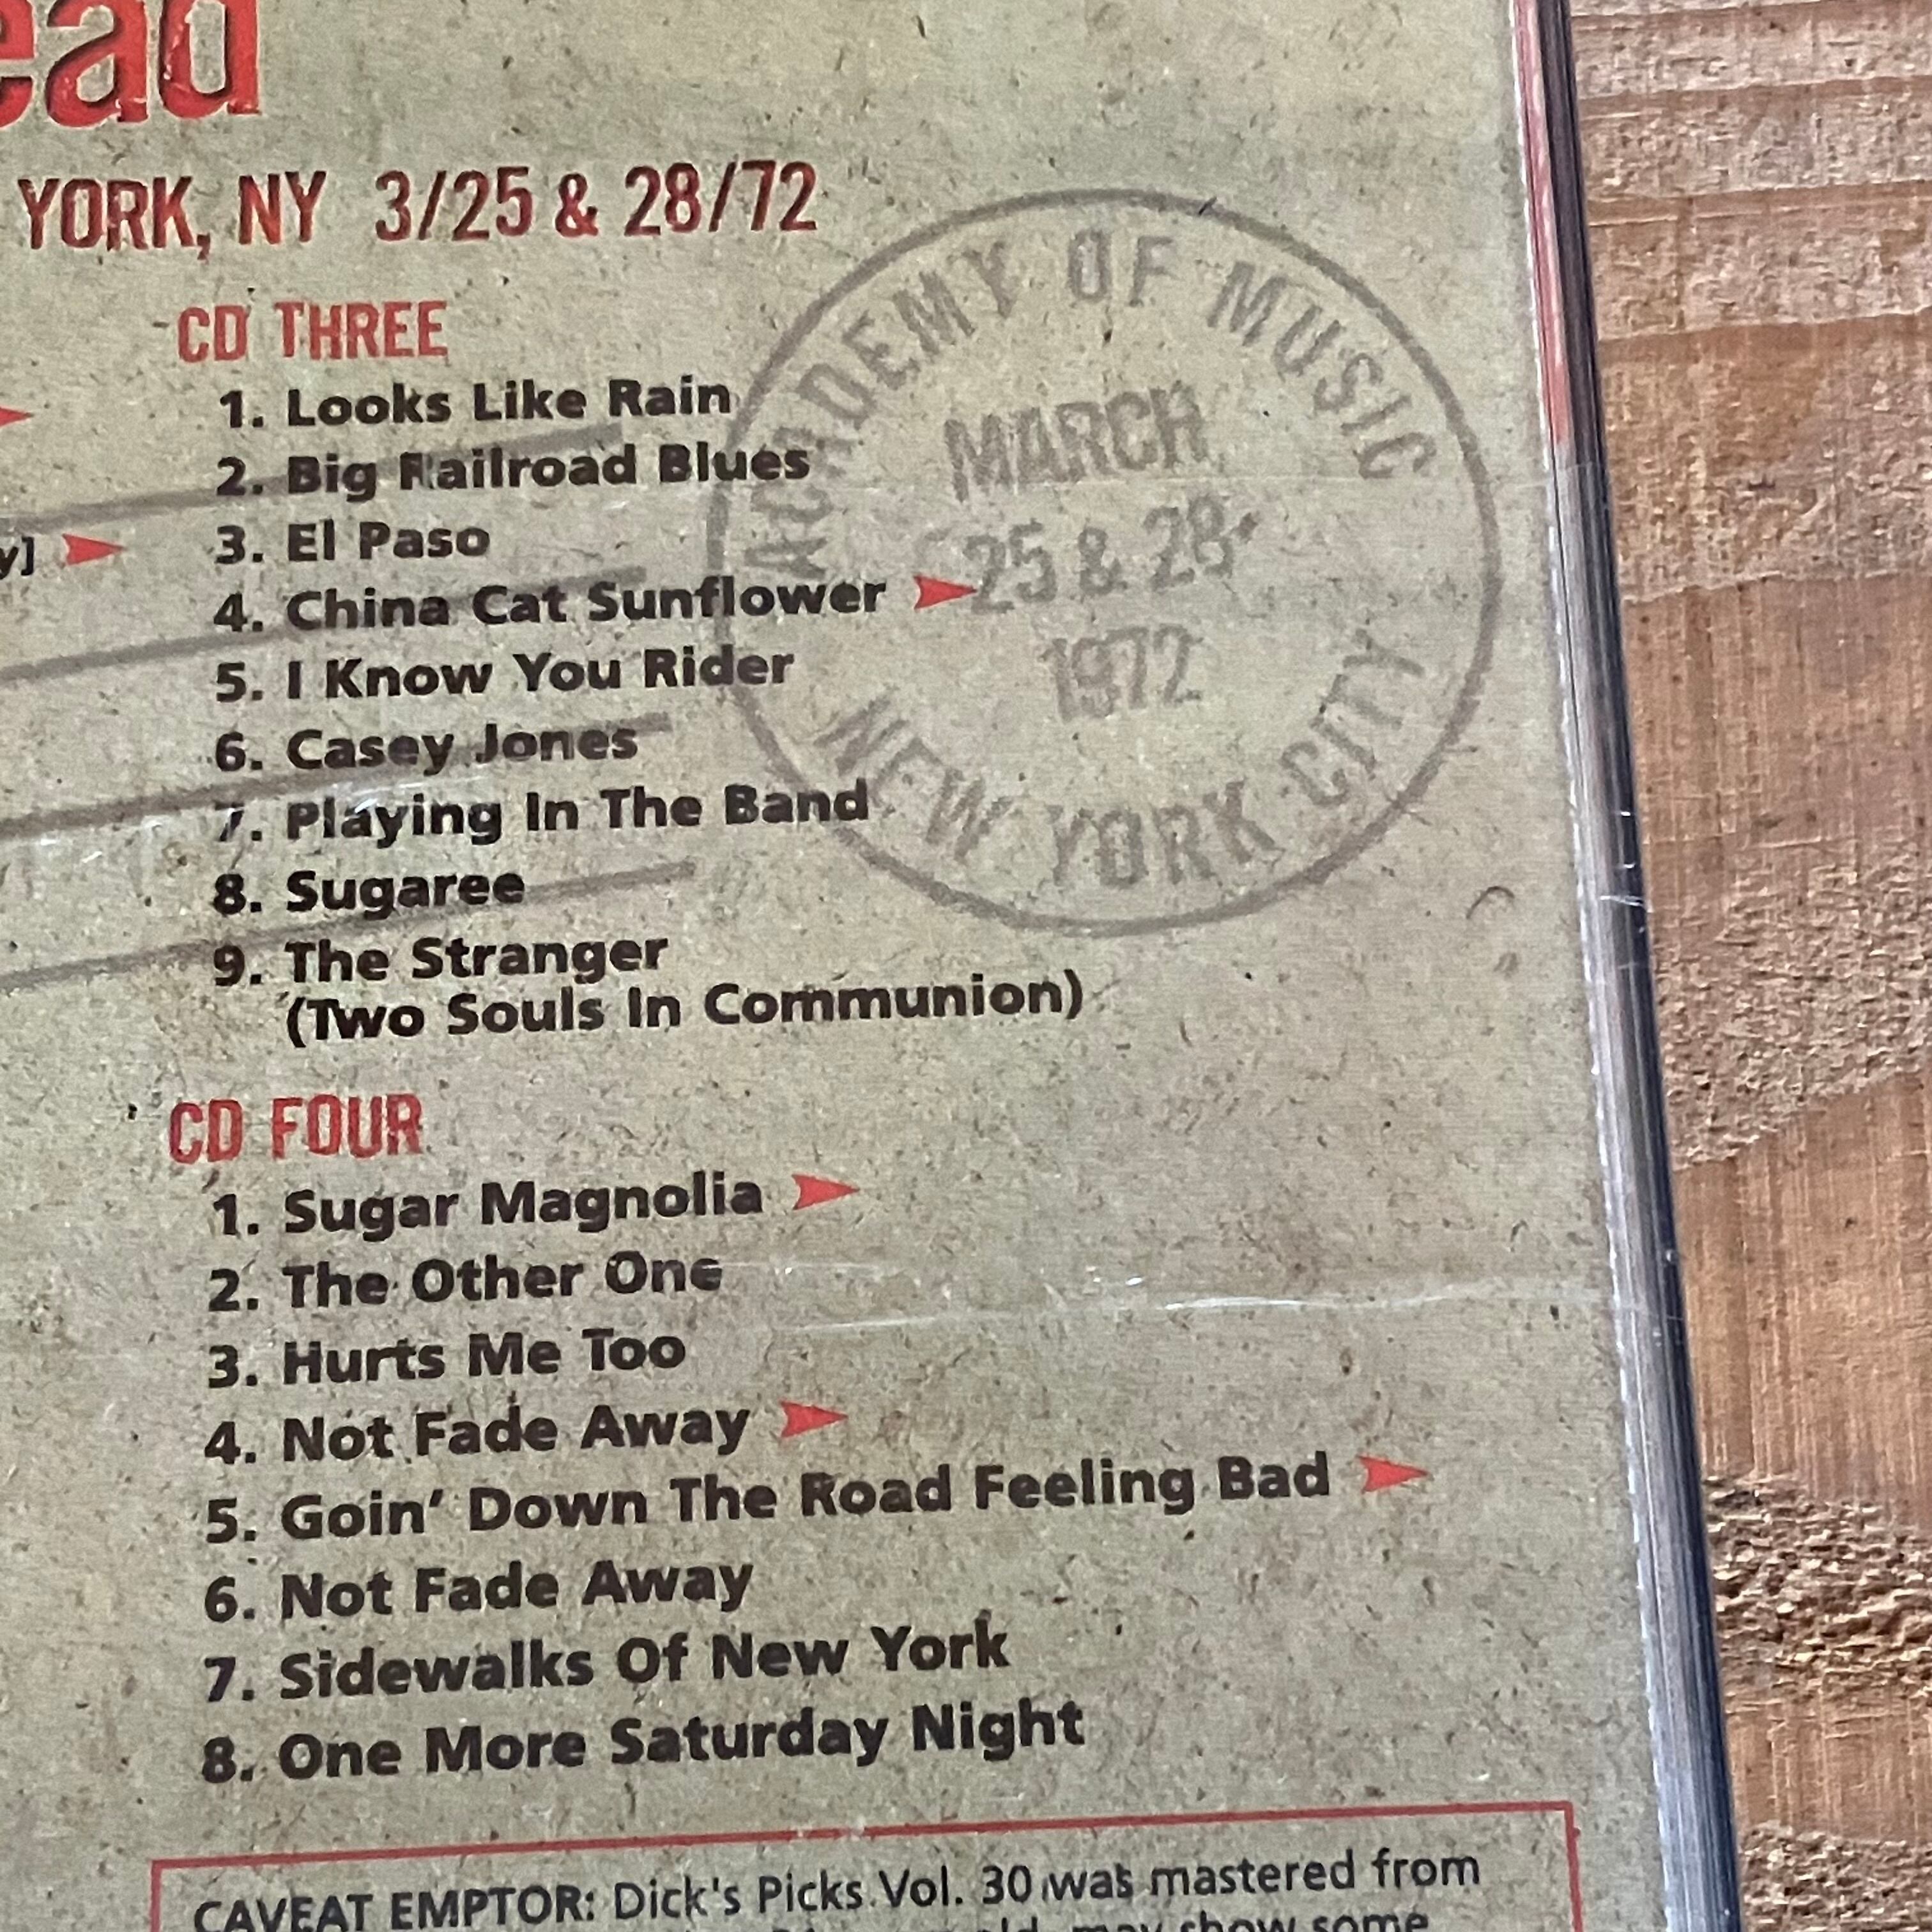 ead
YORK, NY 3/25 & 28/72
CD THREE
1. Looks Like Rain
2. Big Railroad Blues
y]
3. El Paso
4. China Cat Sunflower
5. I Know You Rider
6. Casey Jones
7. Playing In The Band
8. Sugaree
9. The Stranger
(Two Souls In Communion)
ACADEMY OF MUSIC
MARCH
25 & 28
1972
NEW YORK CITY
CD FOUR
1. Sugar Magnolia
2. The Other One
3. Hurts Me Too
4. Not Fade Away
5. Goin' Down The Road Feeling Bad
6. Not Fade Away
7. Sidewalks Of New York
8. One More Saturday Night
CAVEAT EMPTOR: Dick's Picks Vol. 30 was mastered from
may show some